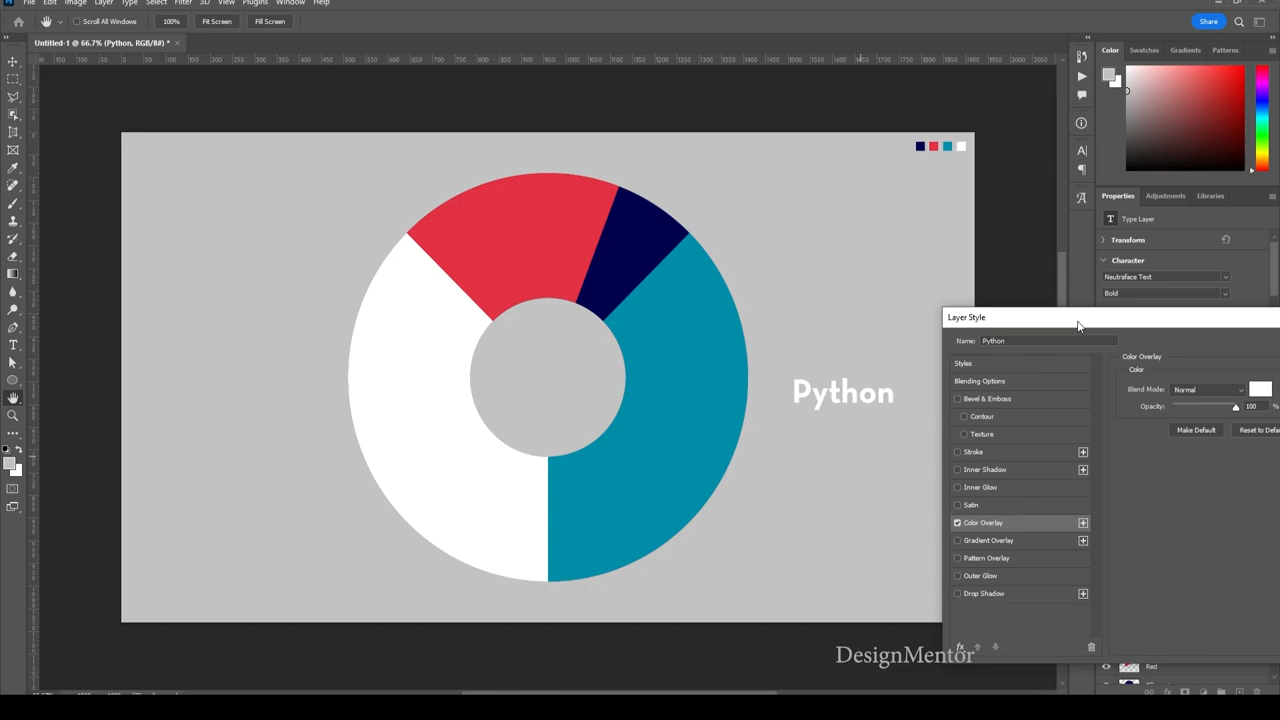 File Edit Image Layer Type Select Filter 3D View Plugins Window Help
Scroll All Windows 100% Fit Screen Fill Screen Share
Untitled-1 @ 66.7% (Python, RGB/8#) *
Color Swatches Gradients Patterns
Properties Adjustments Libraries
T Type Layer
Transform
Character
Neutraface Text
Bold
Python
Layer Style
Name: Python
Styles
Blending Options
Bevel & Emboss
Contour
Texture
Stroke
Inner Shadow
Inner Glow
Satin
Color Overlay
Gradient Overlay
Pattern Overlay
Outer Glow
Drop Shadow
fx
Color Overlay
Color
Blend Mode: Normal
Opacity: 100 %
Make Default Reset to Defa
DesignMentor
Red